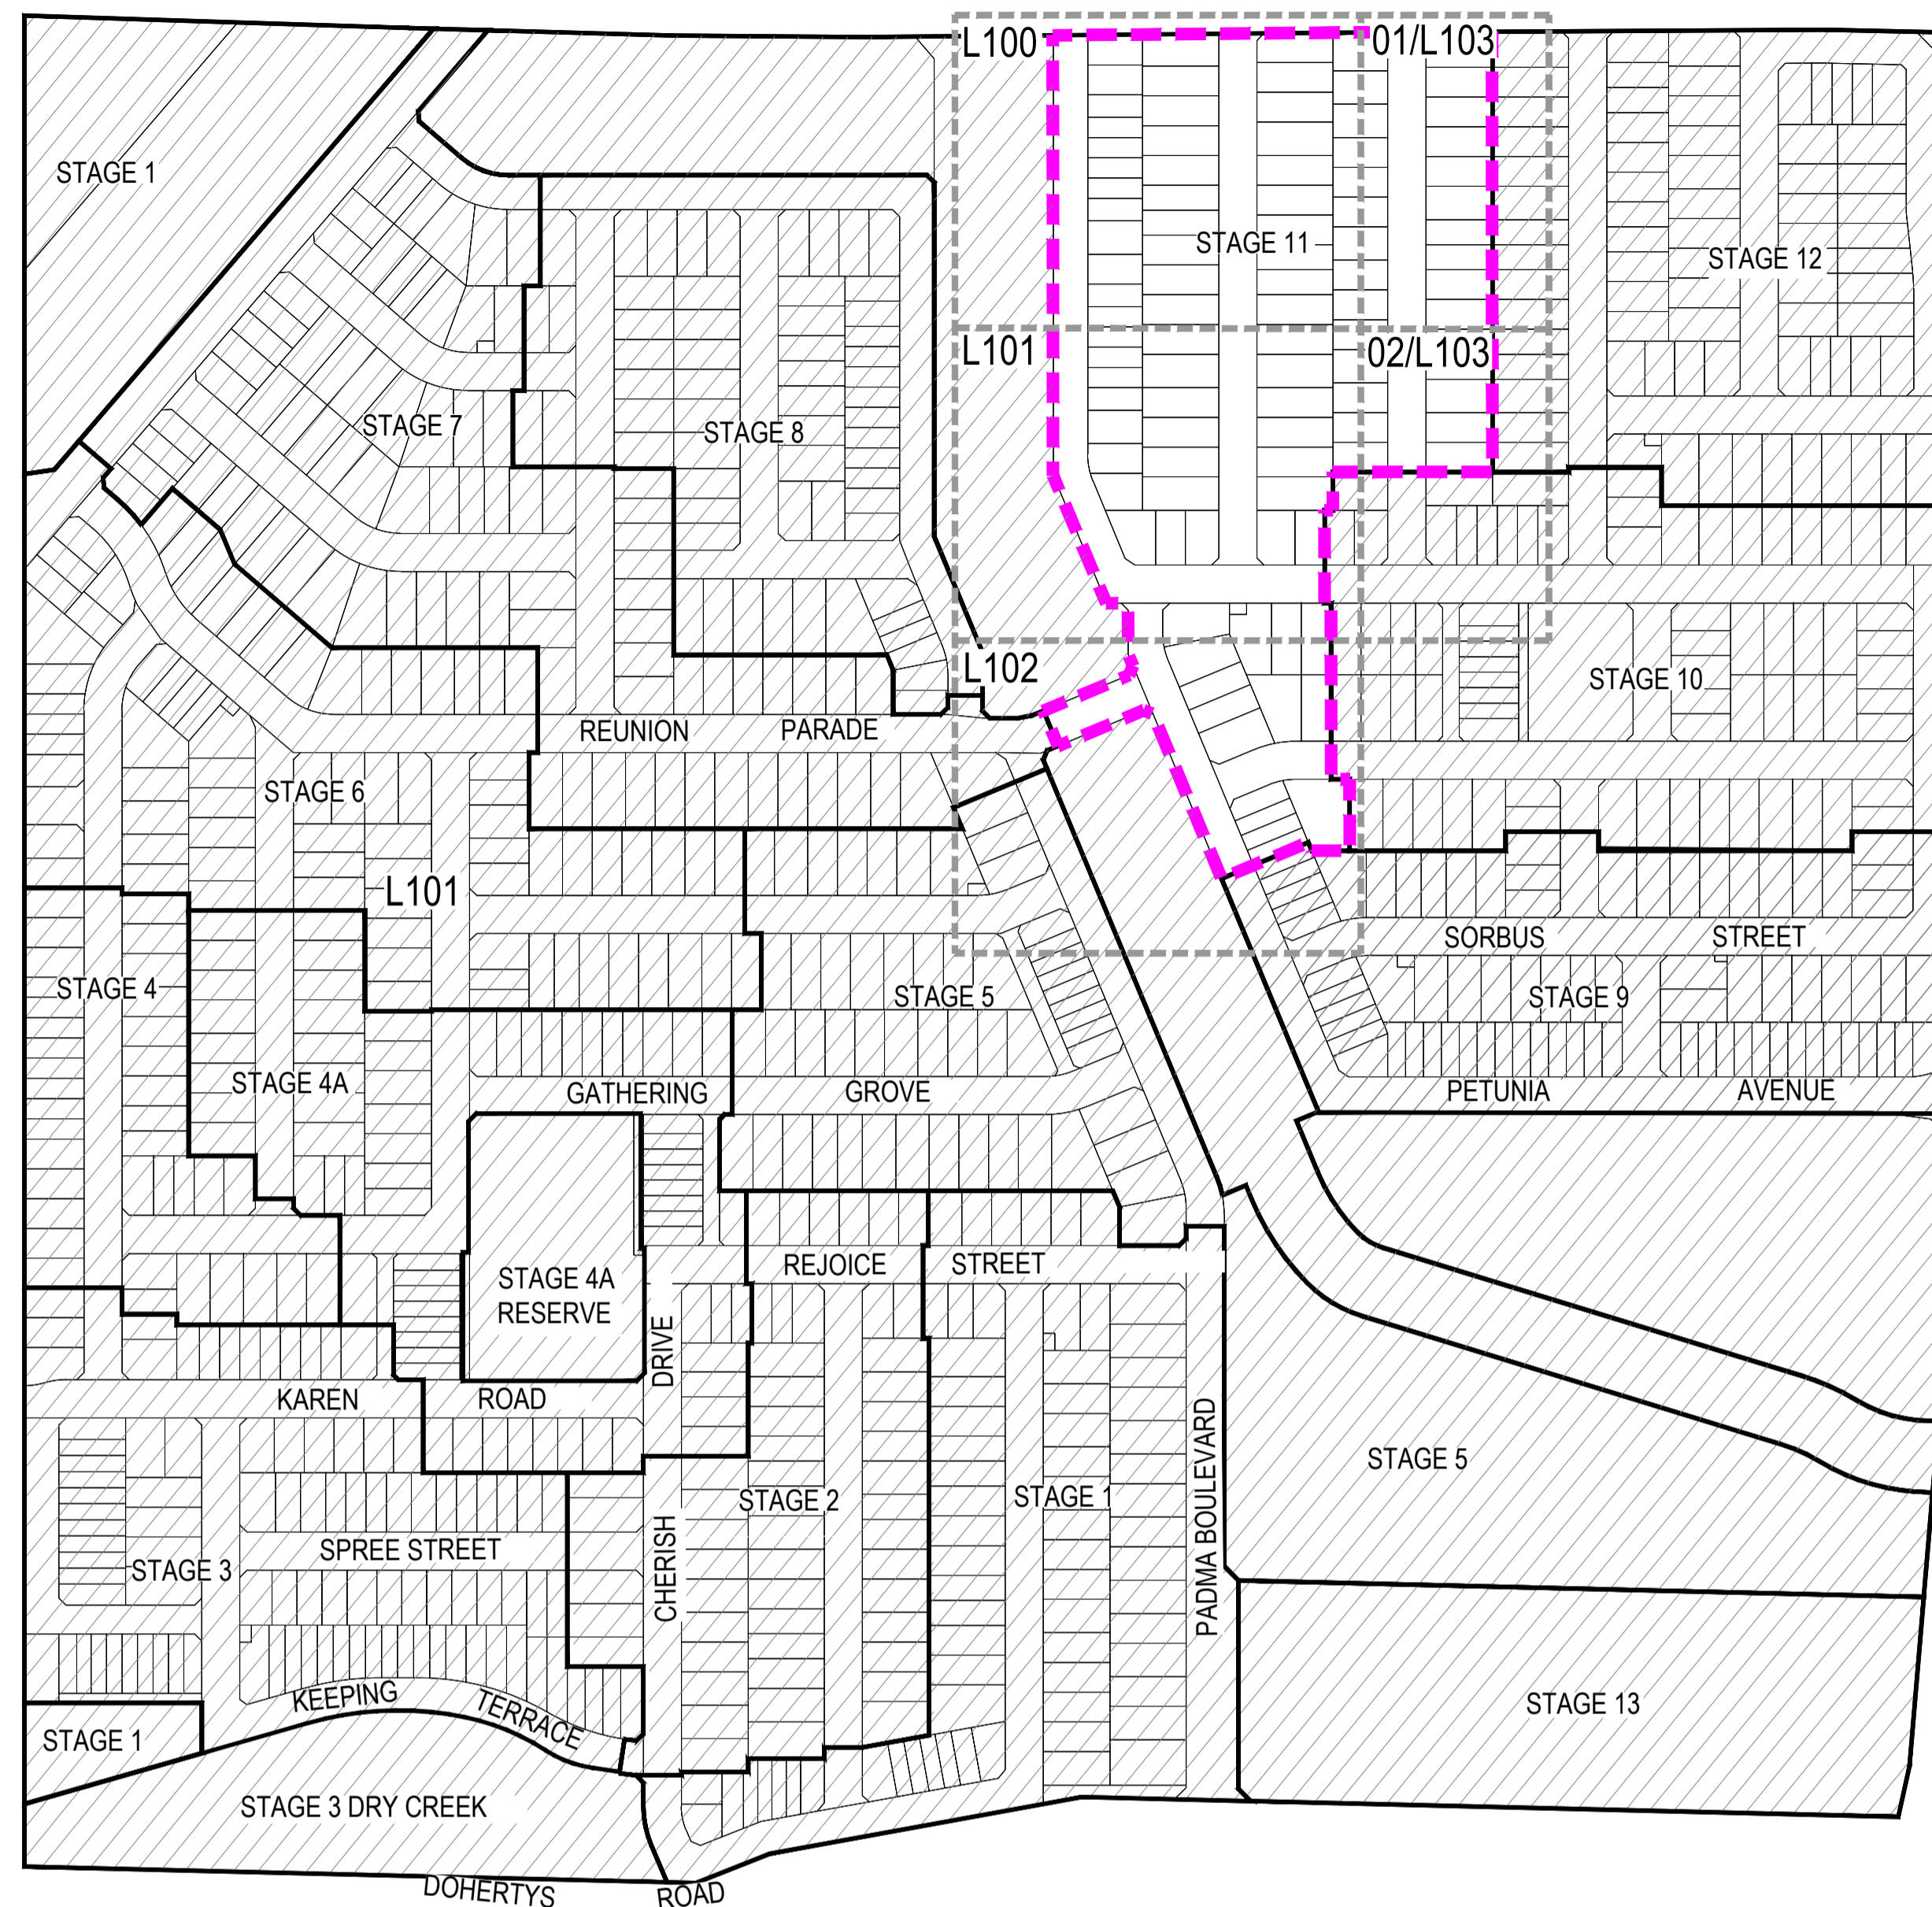 L100
01/L103
STAGE 1
STAGE 11
STAGE 12
L101
02/L103
STAGE 7
STAGE 8
L102
STAGE 10
REUNION
PARADE
STAGE 6
L101
SORBUS
STREET
STAGE 4
STAGE 5
STAGE 9
STAGE 4A
GATHERING
GROVE
PETUNIA
AVENUE
REJOICE
STREET
STAGE 4A
RESERVE
DRIVE
KAREN
ROAD
PADMA BOULEVARD
STAGE 5
STAGE 2
STAGE 1
SPREE STREET
CHERISH
STAGE 3
KEEPING
TERRACE
STAGE 13
STAGE 1
STAGE 3 DRY CREEK
DOHERTYS
ROAD